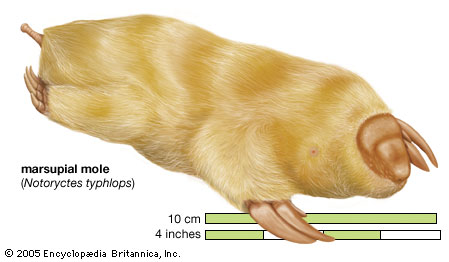 marsupial mole
(Notoryctes typhlops)
10 cm
4 inches
© 2005 Encyclopædia Britannica, Inc.